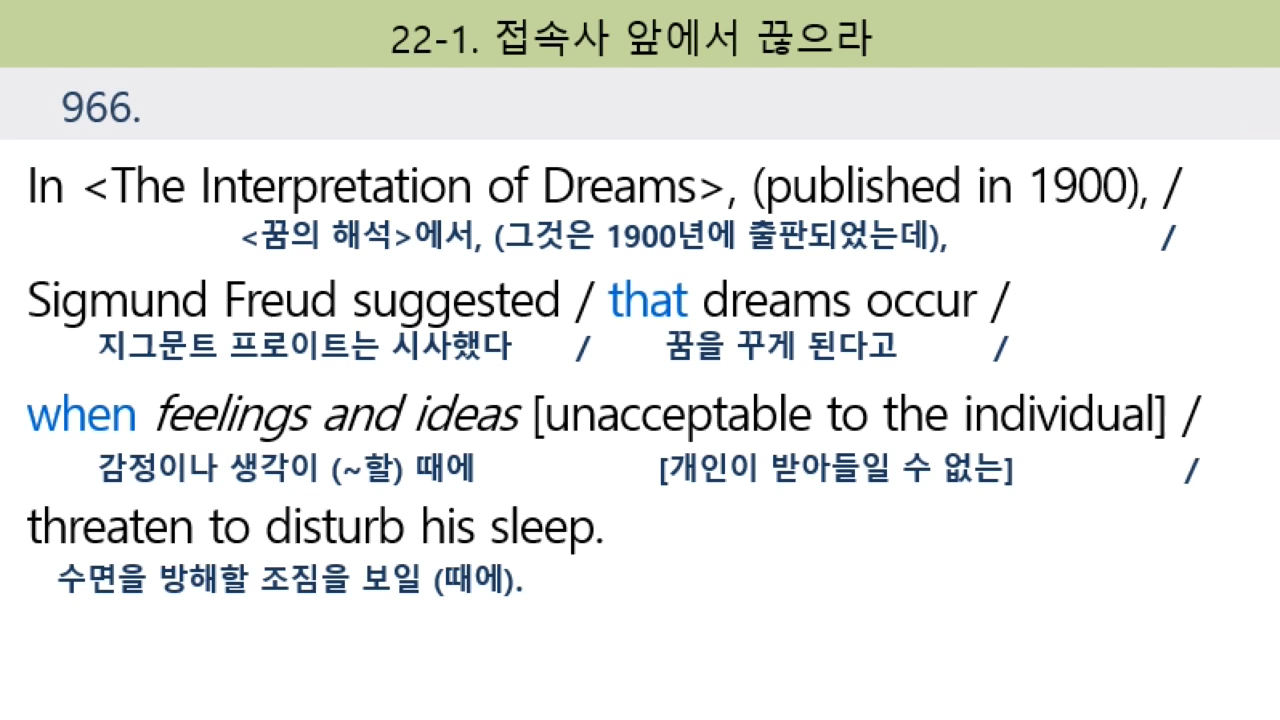 22-1. 접속사 앞에서 끊으라
966.
In <The Interpretation of Dreams>, (published in 1900), /
<꿈의 해석>에서, (그것은 1900년에 출판되었는데), /
Sigmund Freud suggested / that dreams occur /
지그문트 프로이트는 시사했다 / 꿈을 꾸게 된다고 /
when feelings and ideas [unacceptable to the individual] /
감정이나 생각이 (~할) 때에 [개인이 받아들일 수 없는] /
threaten to disturb his sleep.
수면을 방해할 조짐을 보일 (때에).